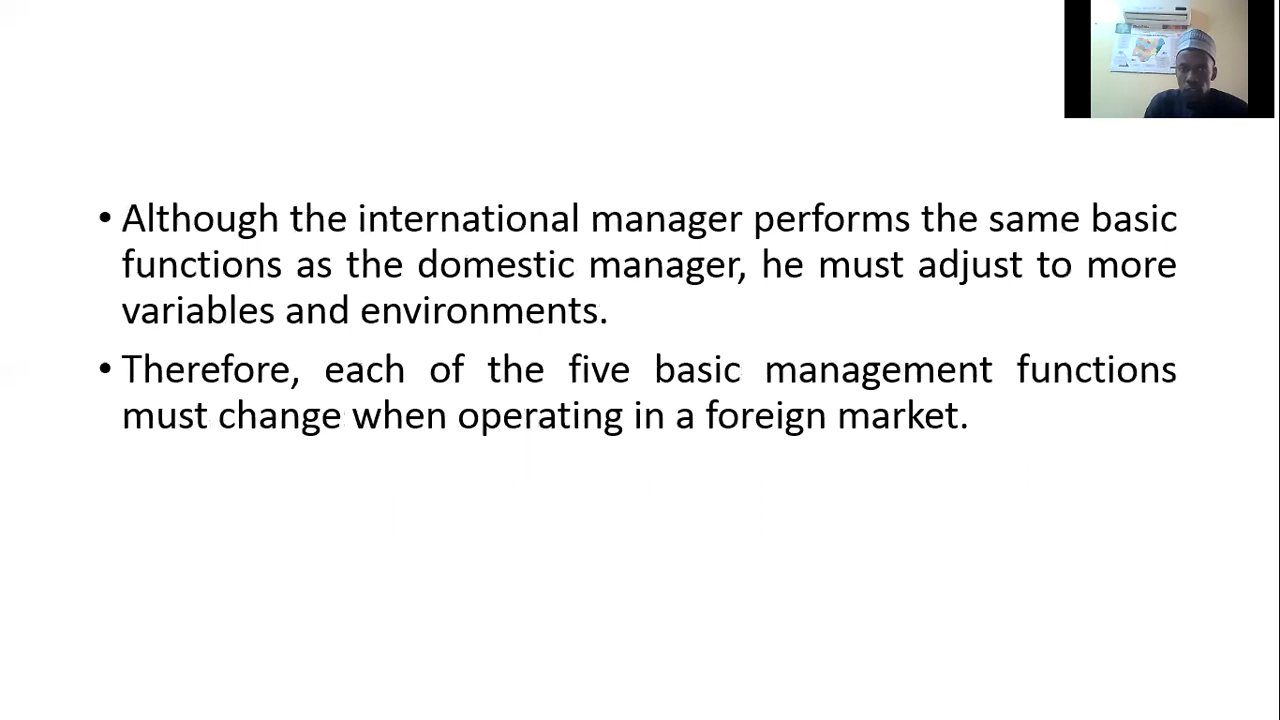 • Although the international manager performs the same basic
functions as the domestic manager, he must adjust to more
variables and environments.
• Therefore, each of the five basic management functions
must change when operating in a foreign market.